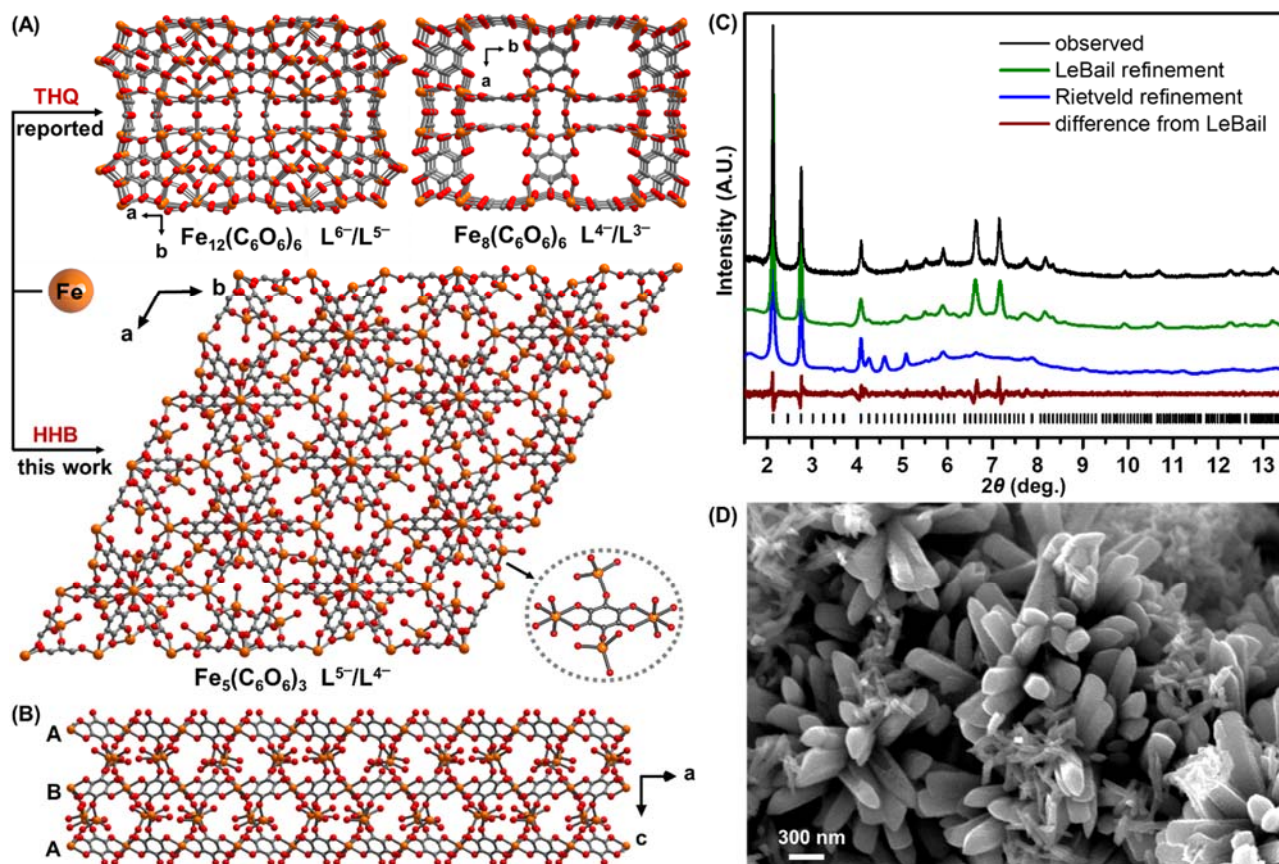 (A)
THQ
reported
a
b
Fe12(C6O6)6 L6−/L5−
b
a
Fe8(C6O6)6 L4−/L3−
Fe
b
a
HHB
this work
Fe5(C6O6)3 L5−/L4−
(B)
A
B
A
a
c
(C)
observed
LeBail refinement
Rietveld refinement
difference from LeBail
Intensity (A.U.)
2 3 4 5 6 7 8 9 10 11 12 13
2θ (deg.)
(D)
300 nm